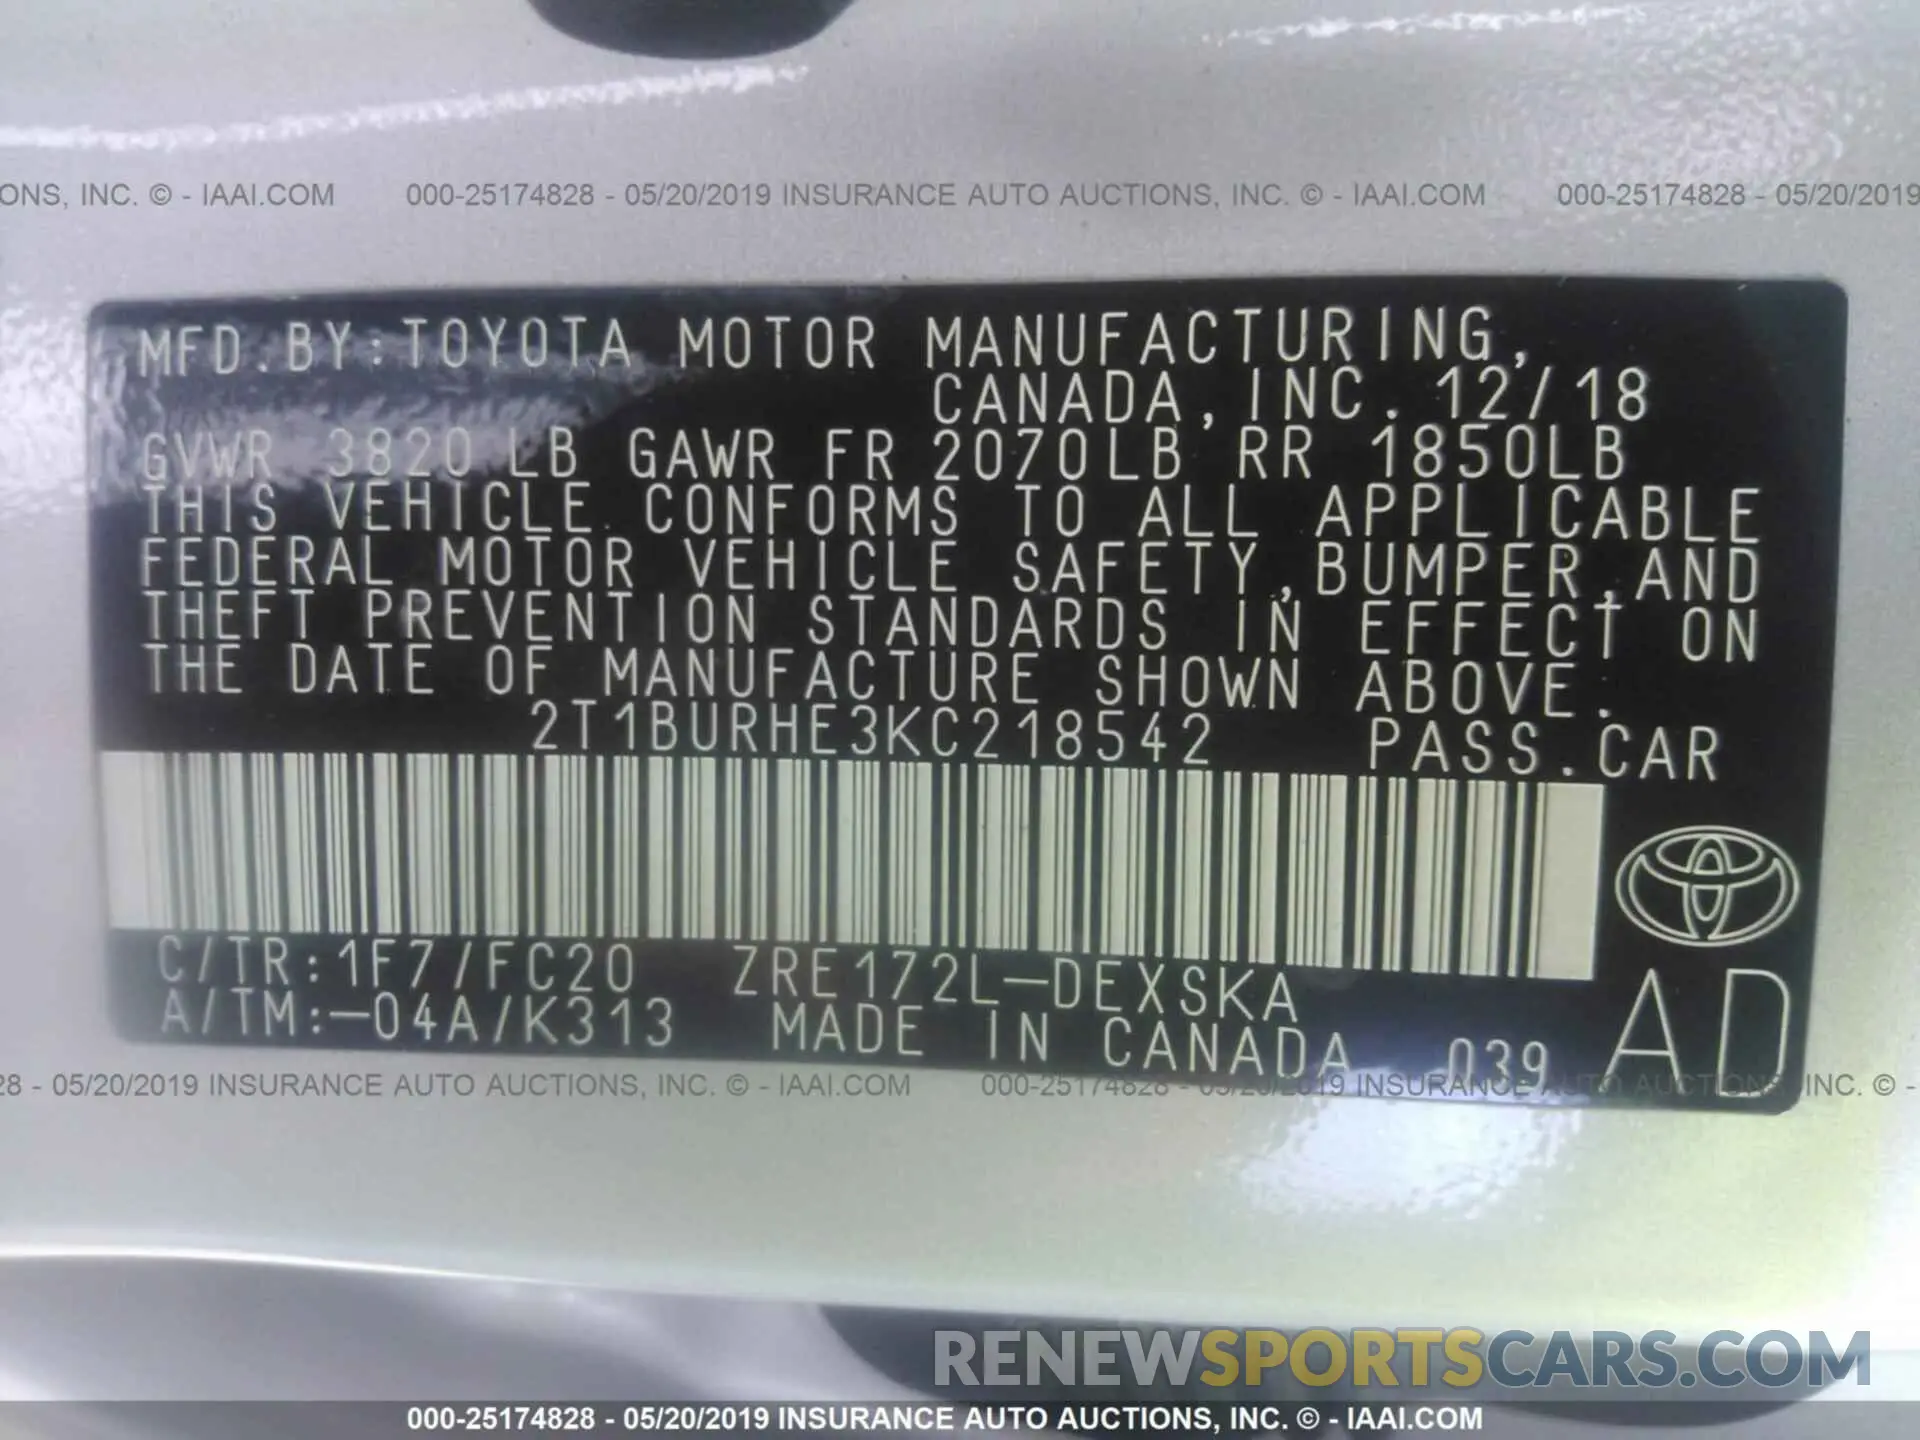 ONS, INC. © - IAAI.COM 000-25174828 - 05/20/2019 INSURANCE AUTO AUCTIONS, INC. © - IAAI.COM 000-25174828 - 05/20/2019
MFD.BY:TOYOTA MOTOR MANUFACTURING,
CANADA,INC. 12/18
GVWR 3820 LB GAWR FR 2070LB RR 1850LB
THIS VEHICLE CONFORMS TO ALL APPLICABLE
FEDERAL MOTOR VEHICLE SAFETY,BUMPER,AND
THEFT PREVENTION STANDARDS IN EFFECT ON
THE DATE OF MANUFACTURE SHOWN ABOVE.
2T1BURHE3KC218542 PASS.CAR
C/TR:1F7/FC20 ZRE172L-DEXSKA
A/TM:-04A/K313 MADE IN CANADA 039 AD
28 - 05/20/2019 INSURANCE AUTO AUCTIONS, INC. © - IAAI.COM 000-25174828 - 05/20/2019 INSURANCE AUTO AUCTIONS, INC. © -
RENEWSPORTSCARS.COM
000-25174828 - 05/20/2019 INSURANCE AUTO AUCTIONS, INC. © - IAAI.COM